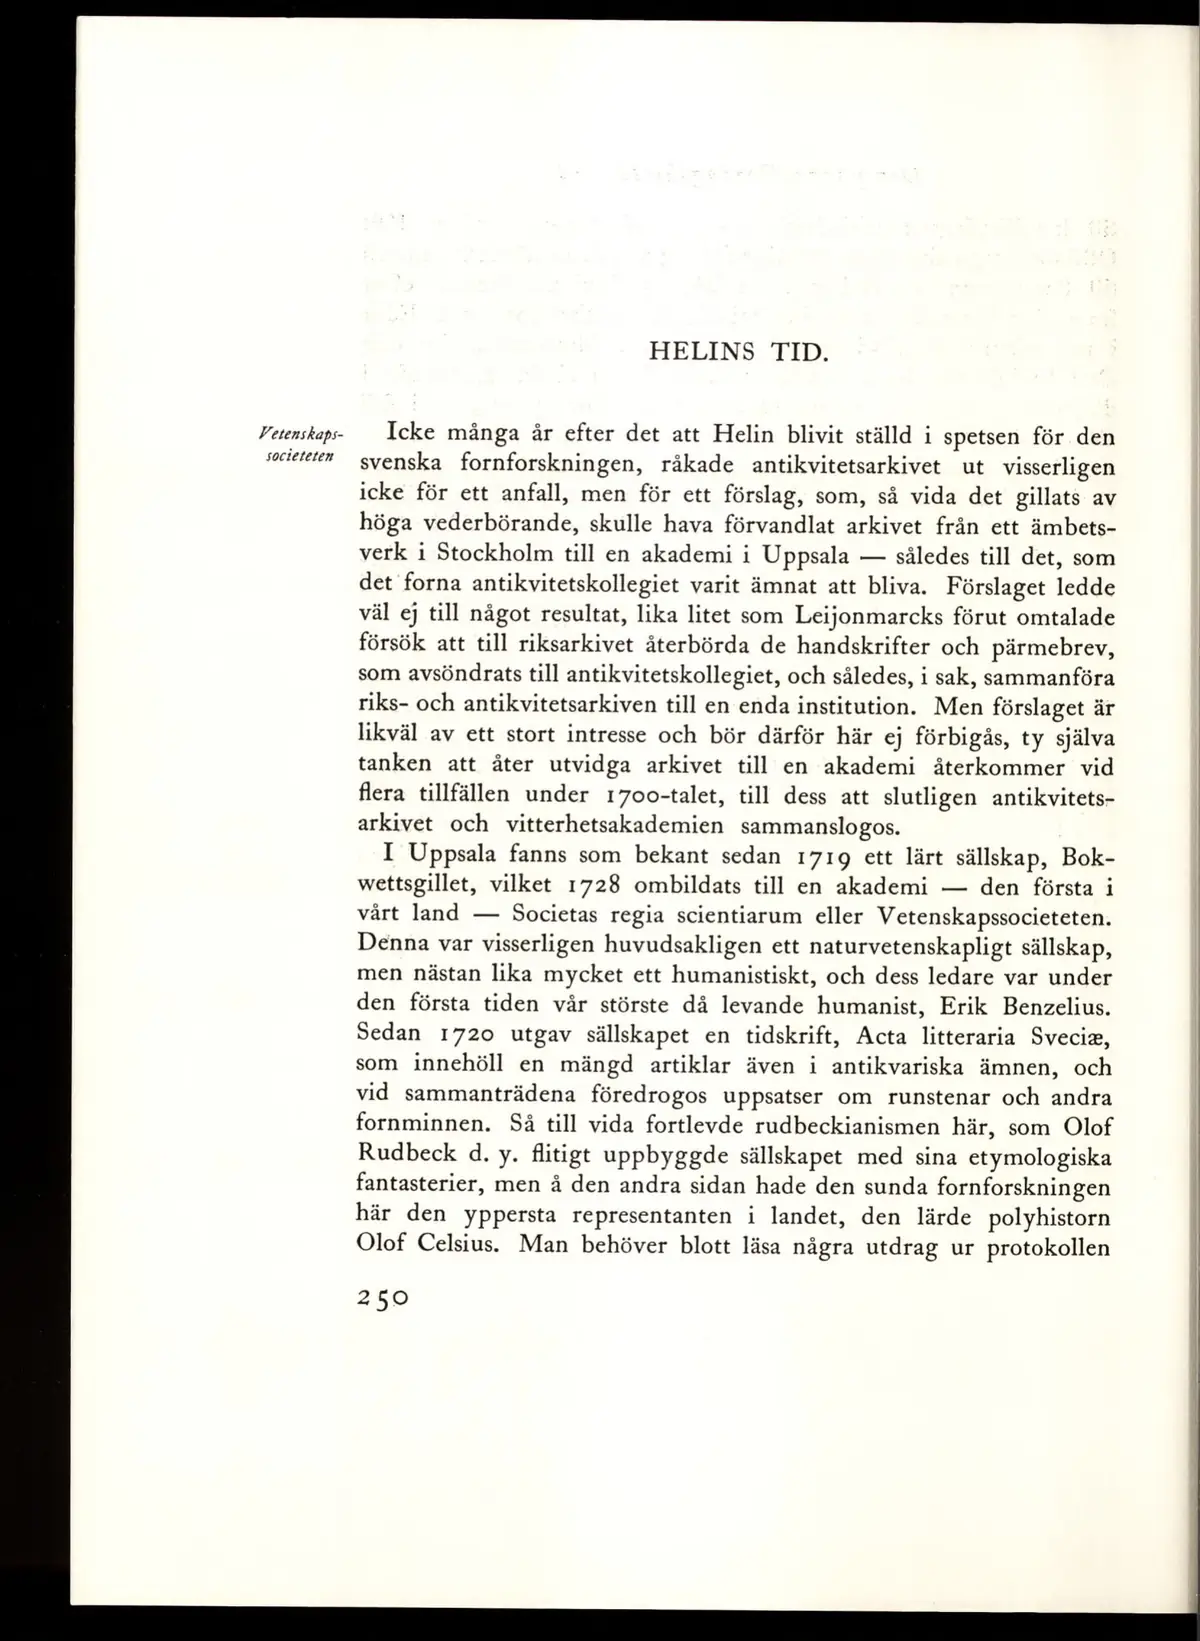 HELINS TID.
Vetenskaps-
societeten
Icke många år efter det att Helin blivit ställd i spetsen för den
svenska fornforskningen, råkade antikvitetsarkivet ut visserligen
icke för ett anfall, men för ett förslag, som, så vida det gillats av
höga vederbörande, skulle hava förvandlat arkivet från ett ämbets-
verk i Stockholm till en akademi i Uppsala — således till det, som
det forna antikvitetskollegiet varit ämnat att bliva. Förslaget ledde
väl ej till något resultat, lika litet som Leijonmarcks förut omtalade
försök att till riksarkivet återbörda de handskrifter och pärmebrev,
som avsöndrats till antikvitetskollegiet, och således, i sak, sammanföra
riks- och antikvitetsarkiven till en enda institution. Men förslaget är
likväl av ett stort intresse och bör därför här ej förbigås, ty själva
tanken att åter utvidga arkivet till en akademi återkommer vid
flera tillfällen under 1700-talet, till dess att slutligen antikvitets-
arkivet och vitterhetsakademien sammanslogos.
I Uppsala fanns som bekant sedan 1719 ett lärt sällskap, Bok-
wettsgillet, vilket 1728 ombildats till en akademi — den första i
vårt land — Societas regia scientiarum eller Vetenskapssocieteten.
Denna var visserligen huvudsakligen ett naturvetenskapligt sällskap,
men nästan lika mycket ett humanistiskt, och dess ledare var under
den första tiden vår störste då levande humanist, Erik Benzelius.
Sedan 1720 utgav sällskapet en tidskrift, Acta litteraria Sveciæ,
som innehöll en mängd artiklar även i antikvariska ämnen, och
vid sammanträdena föredrogos uppsatser om runstenar och andra
fornminnen. Så till vida fortlevde rudbeckianismen här, som Olof
Rudbeck d. y. flitigt uppbyggde sällskapet med sina etymologiska
fantasterier, men å den andra sidan hade den sunda fornforskningen
här den yppersta representanten i landet, den lärde polyhistorn
Olof Celsius. Man behöver blott läsa några utdrag ur protokollen
250